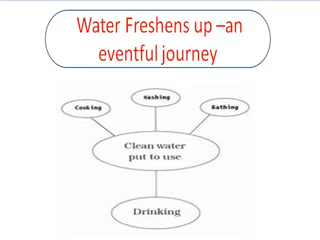 Water Freshens up –an
eventful journey
Cooking
Washing
Bathing
Clean water
put to use
Drinking